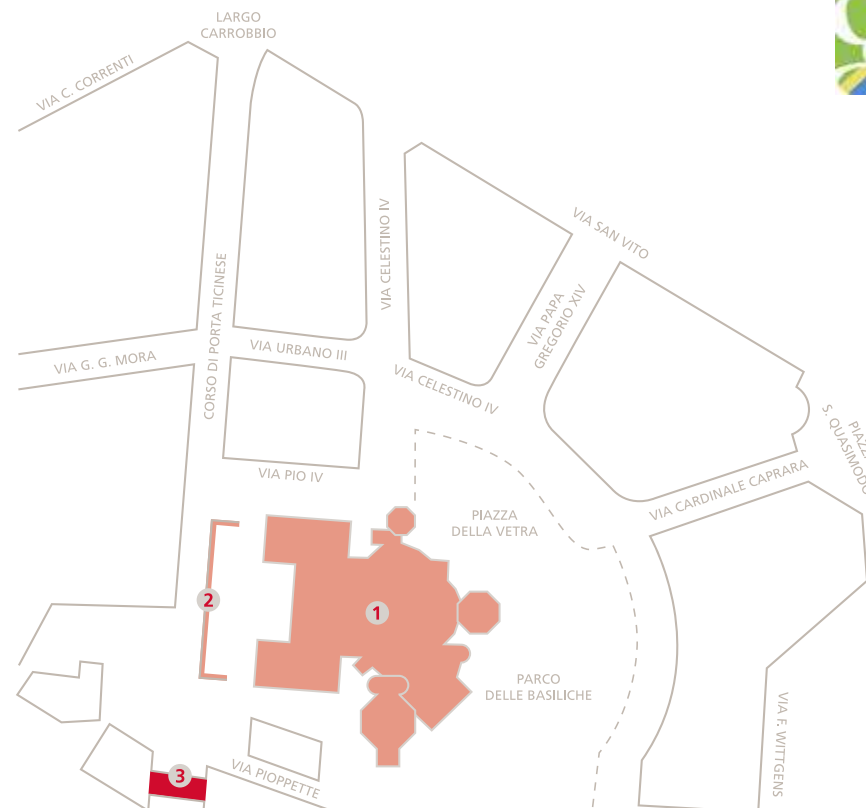 LARGO
CARROBBIO
VIA C. CORRENTI
VIA CELESTINO IV
VIA SAN VITO
VIA PAPA
GREGORIO XIV
CORSO DI PORTA TICINESE
VIA G. G. MORA
VIA URBANO III
VIA CELESTINO IV
PIAZZA
S. QUASIMODO
VIA PIO IV
VIA CARDINALE CAPRARA
PIAZZA
DELLA VETRA
2
1
PARCO
DELLE BASILICHE
VIA F. WITTGENS
3
VIA PIOPPETTE